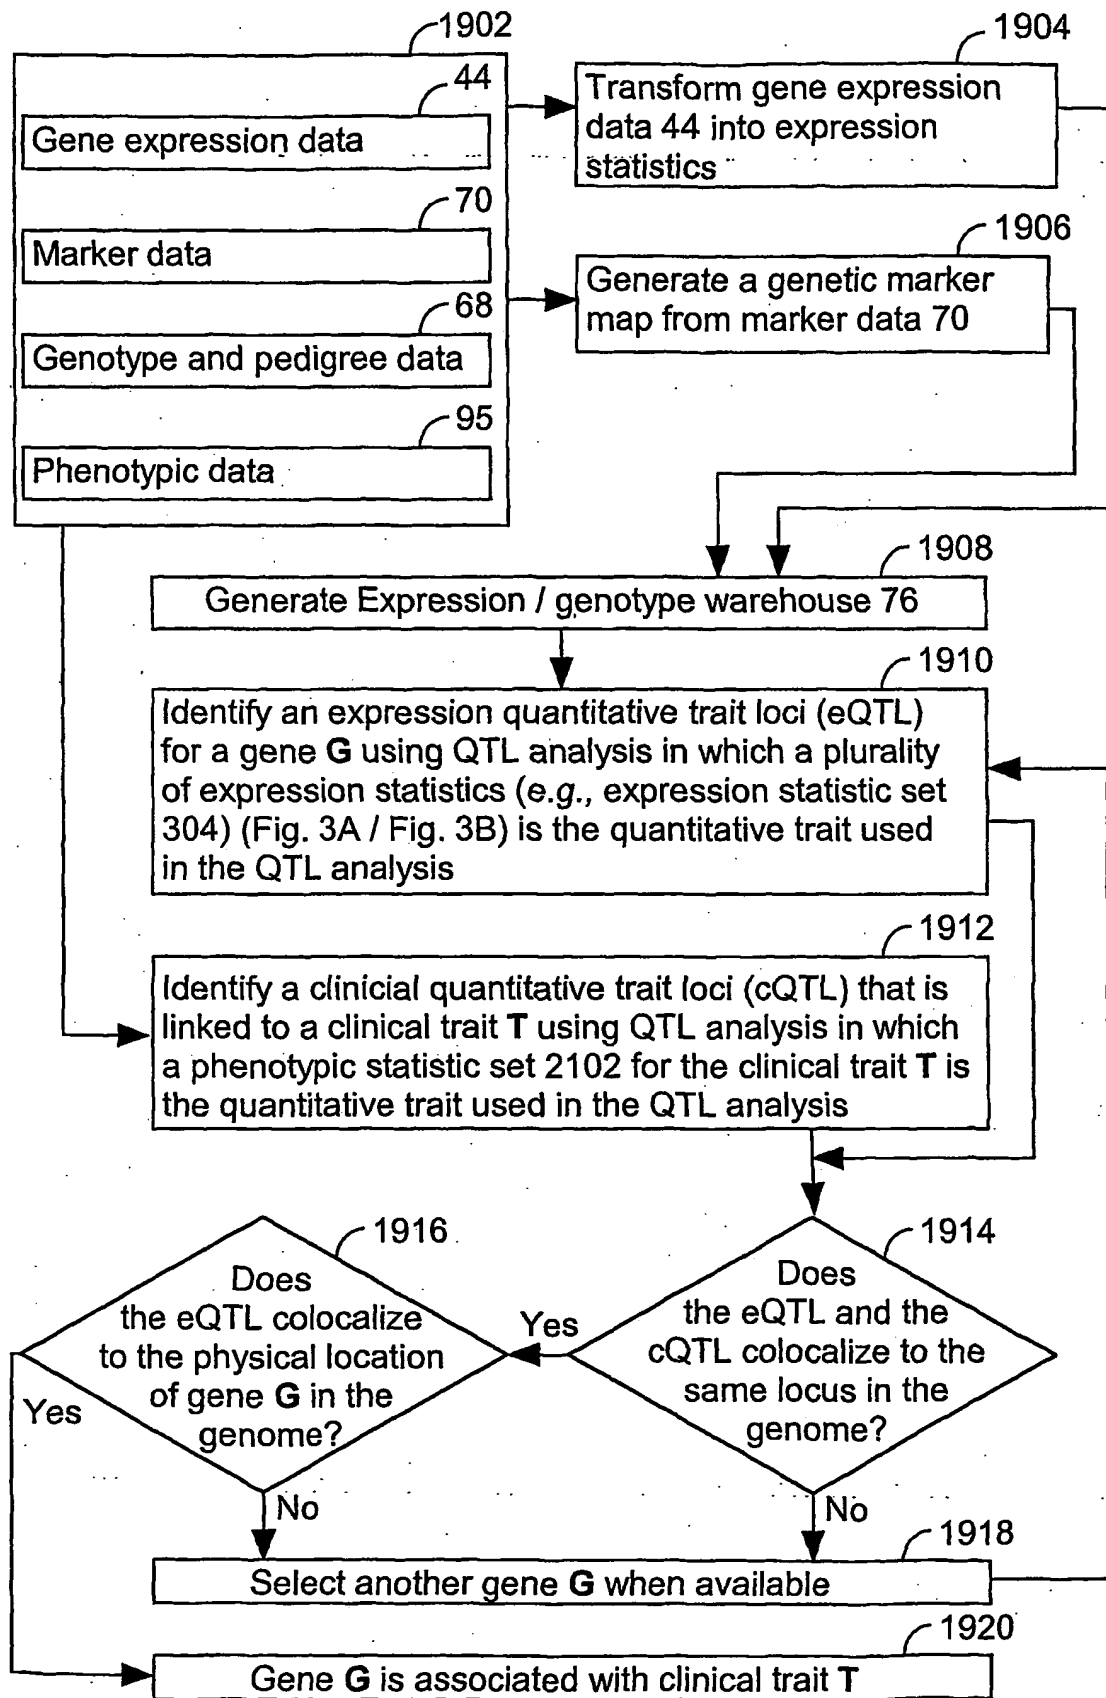 1902
44
Gene expression data
70
Marker data
68
Genotype and pedigree data
95
Phenotypic data
1904
Transform gene expression
data 44 into expression
statistics
1906
Generate a genetic marker
map from marker data 70
1908
Generate Expression / genotype warehouse 76
1910
Identify an expression quantitative trait loci (eQTL)
for a gene G using QTL analysis in which a plurality
of expression statistics (e.g., expression statistic set
304) (Fig. 3A / Fig. 3B) is the quantitative trait used
in the QTL analysis
1912
Identify a clinicial quantitative trait loci (cQTL) that is
linked to a clinical trait T using QTL analysis in which
a phenotypic statistic set 2102 for the clinical trait T is
the quantitative trait used in the QTL analysis
1914
Does
the eQTL and the
cQTL colocalize to the
same locus in the
genome?
Yes
No
1916
Does
the eQTL colocalize
to the physical location
of gene G in the
genome?
Yes
No
1918
Select another gene G when available
1920
Gene G is associated with clinical trait T